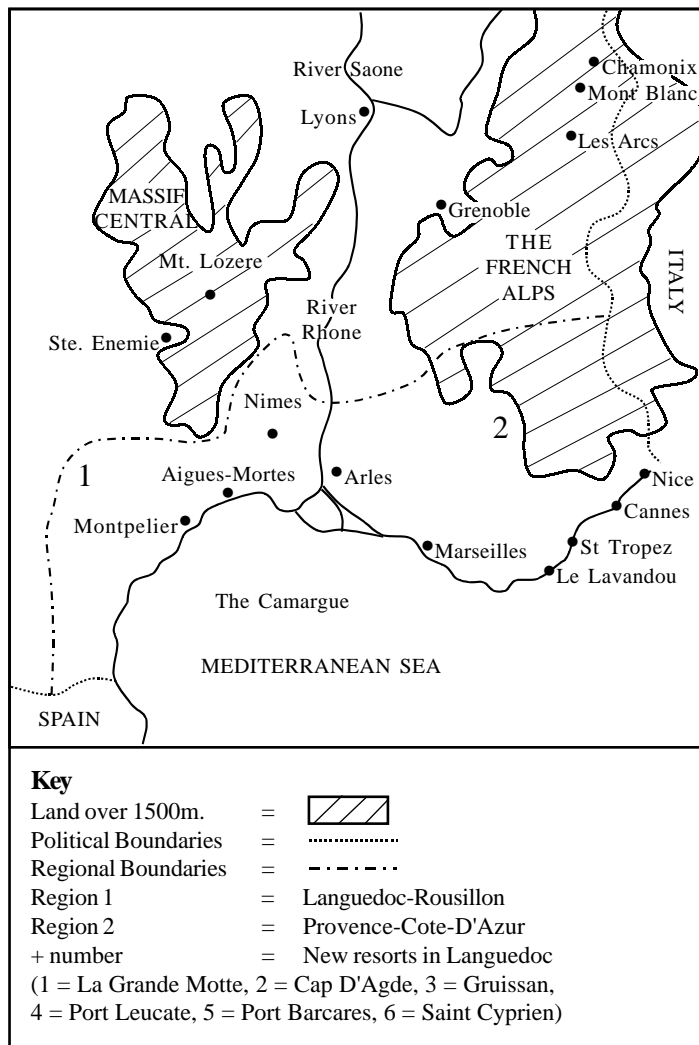 River Saone
Lyons
Chamonix
Mont Blanc
Les Arcs
MASSIF
CENTRAL
Grenoble
Mt. Lozere
THE
FRENCH
ALPS
ITALY
River
Rhone
Ste. Enemie
Nimes
2
1
Aigues-Mortes
Arles
Nice
Montpelier
Cannes
Marseilles
St Tropez
Le Lavandou
The Camargue
MEDITERRANEAN SEA
SPAIN
Key
Land over 1500m. =
Political Boundaries =
Regional Boundaries =
Region 1 = Languedoc-Rousillon
Region 2 = Provence-Cote-D'Azur
+ number = New resorts in Languedoc
(1 = La Grande Motte, 2 = Cap D'Agde, 3 = Gruissan,
4 = Port Leucate, 5 = Port Barcares, 6 = Saint Cyprien)